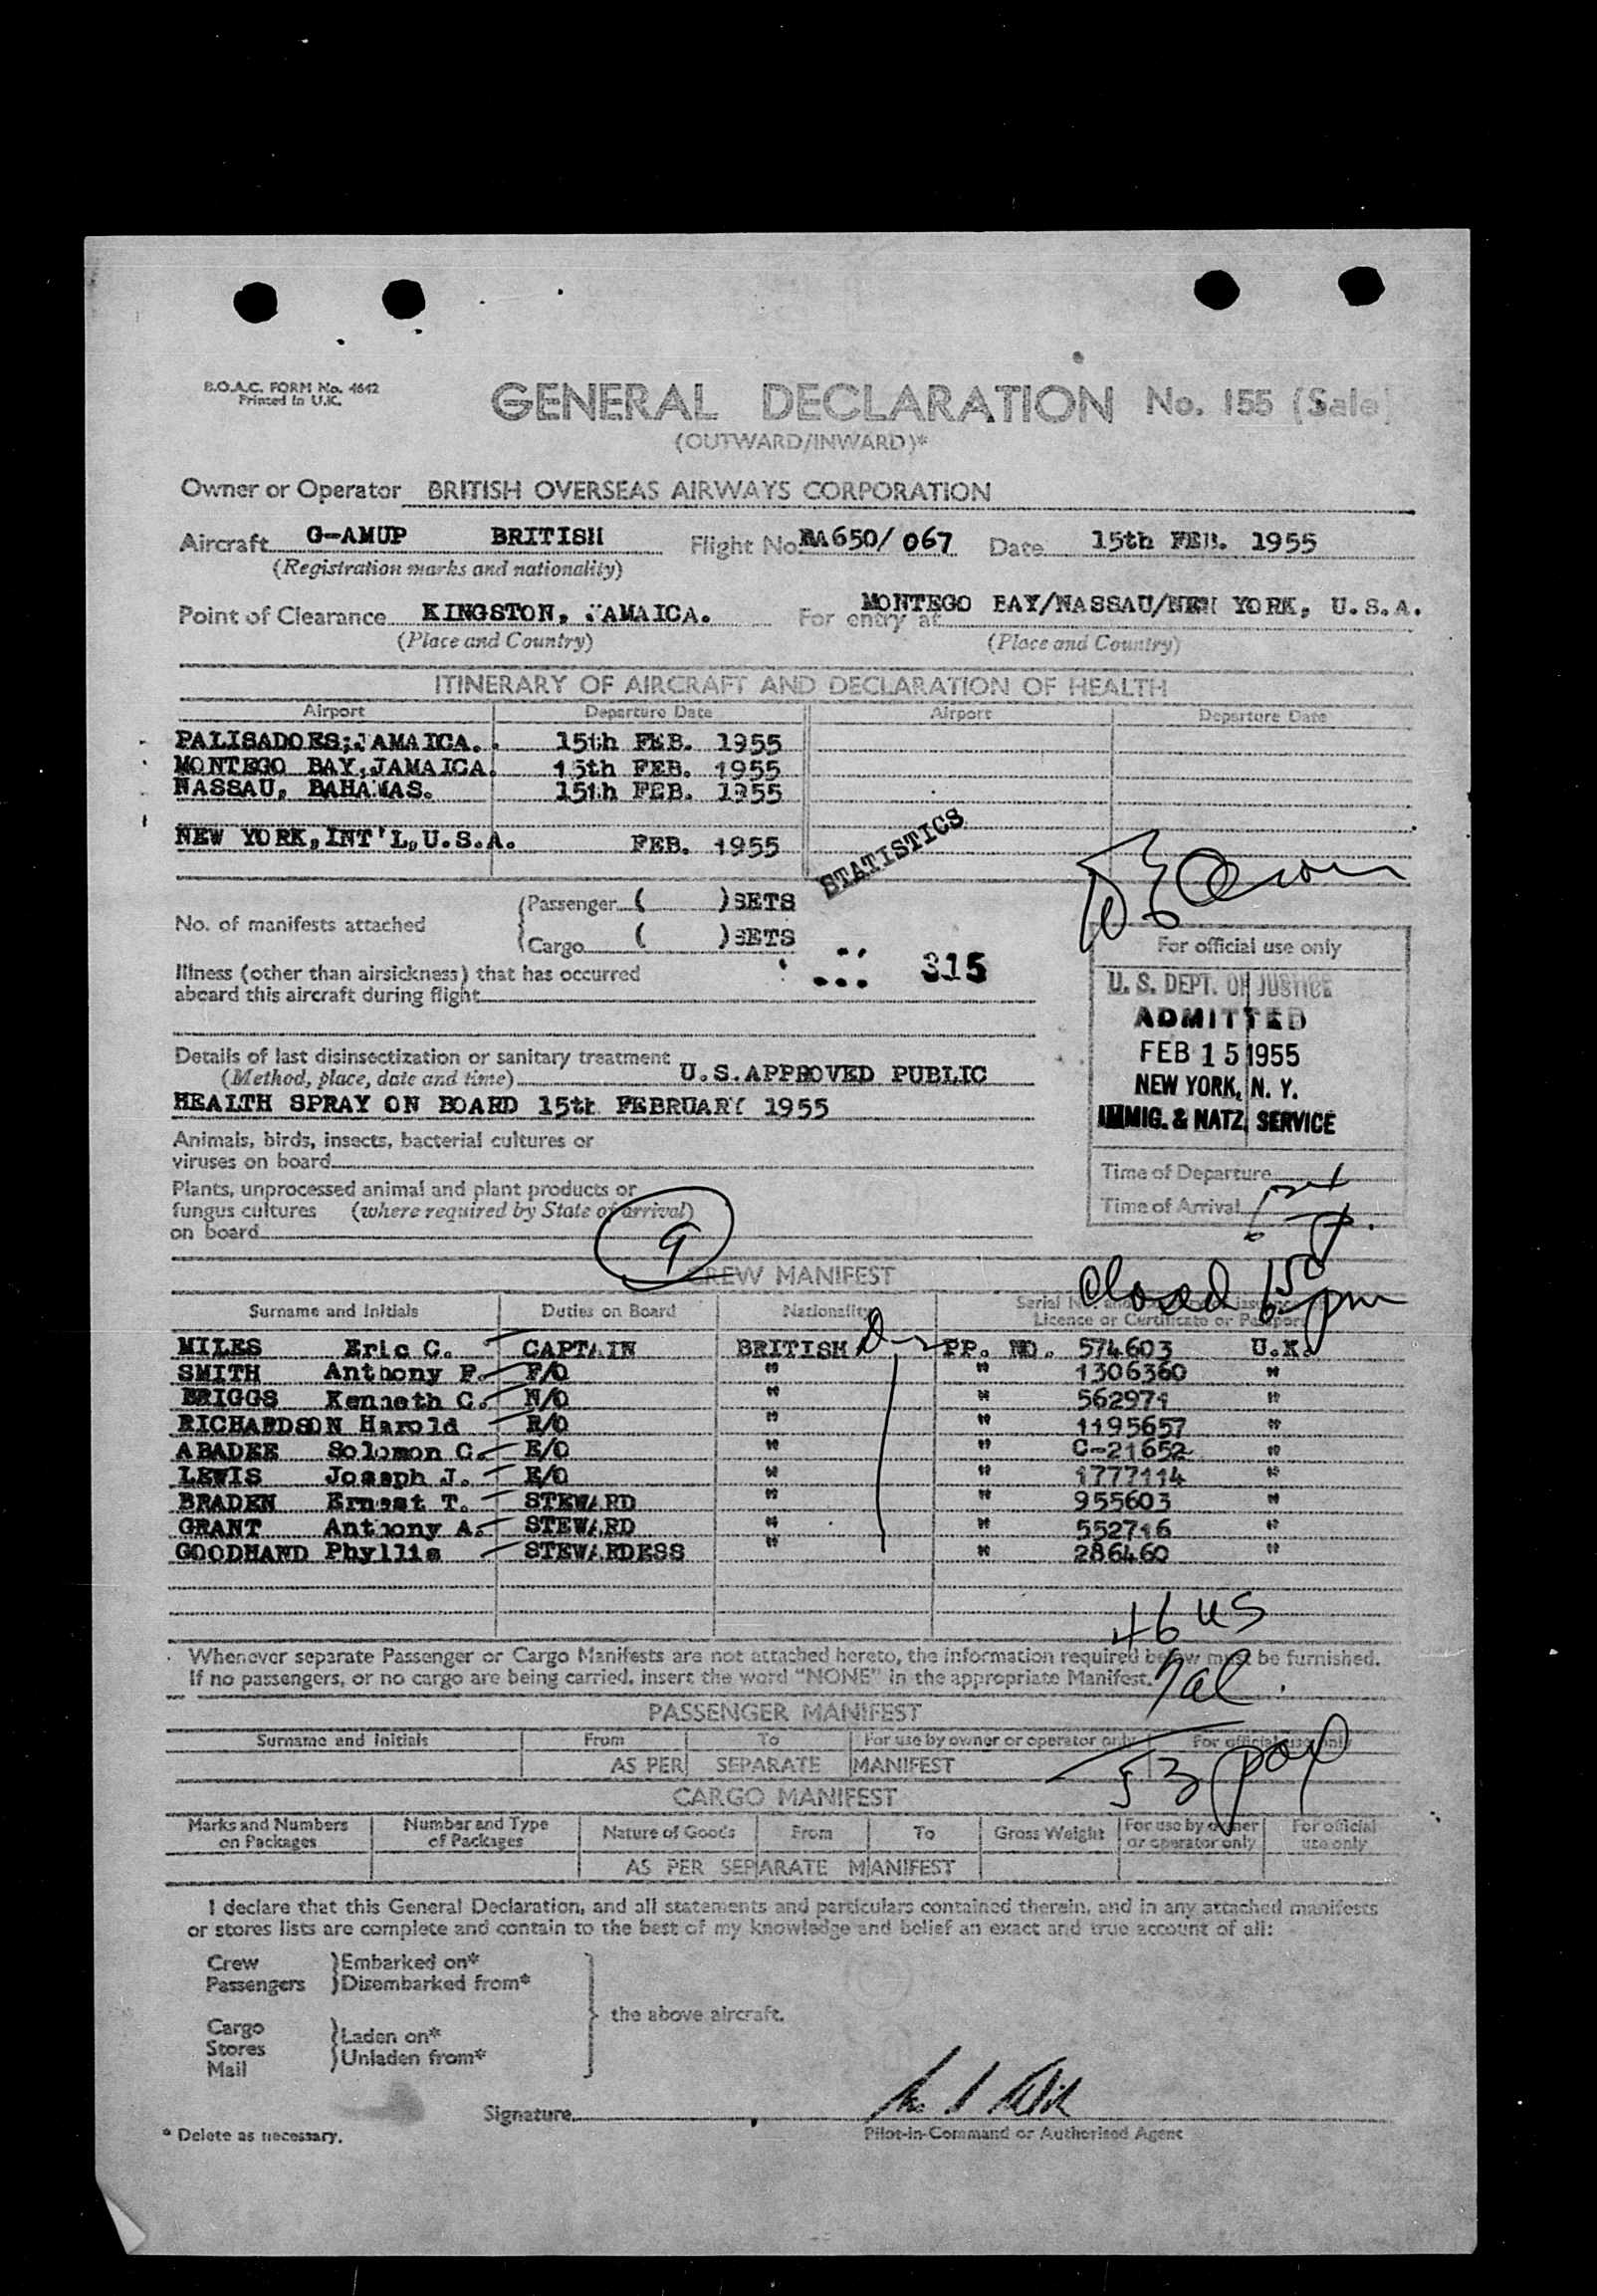 B.O.A.C. FORM No. 4642
Printed in U.K.
GENERAL DECLARATION No. 155 (Sale)
(OUTWARD/INWARD)*
Owner or Operator BRITISH OVERSEAS AIRWAYS CORPORATION
Aircraft G-AMUP BRITISH Flight No. BA650/067 Date 15th FEB. 1955
(Registration marks and nationality)
Point of Clearance KINGSTON, JAMAICA. For entry at MONTEGO BAY/NASSAU/NEW YORK, U.S.A.
(Place and Country) (Place and Country)
ITINERARY OF AIRCRAFT AND DECLARATION OF HEALTH
Airport Departure Date Airport Departure Date
PALISADOES;JAMAICA. 15th FEB. 1955
MONTEGO BAY,JAMAICA. 15th FEB. 1955
NASSAU, BAHAMAS. 15th FEB. 1955
NEW YORK,INT'L,U.S.A. FEB. 1955
STATISTICS
No. of manifests attached
Passenger ( )SETS
Cargo ( )SETS
315
Illness (other than airsickness) that has occurred
aboard this aircraft during flight
Details of last disinsectization or sanitary treatment
(Method, place, date and time) U.S.APPROVED PUBLIC
HEALTH SPRAY ON BOARD 15th FEBRUARY 1955
Animals, birds, insects, bacterial cultures or
viruses on board
Plants, unprocessed animal and plant products or
fungus cultures (where required by State of arrival)
on board
9
For official use only
U. S. DEPT. OF JUSTICE
ADMITTED
FEB 15 1955
NEW YORK, N. Y.
IMMIG. & NATZ. SERVICE
Time of Departure
Time of Arrival
Closed 650 pm
CREW MANIFEST
Surname and Initials Duties on Board Nationality Serial No. and
Licence or Certificate or Passport
MILES Eric C. CAPTAIN BRITISH PP. NO. 574603 U.K.
SMITH Anthony P. F/O " " 1306360 "
BRIGGS Kenneth C. N/O " " 562971 "
RICHARDSON Harold R/O " " 1195657 "
ABADEE Solomon C. E/O " " C-21652 "
LEWIS Joseph J. E/O " " 1777114 "
BRADEN Ernest T. STEWARD " " 955603 "
GRANT Anthony A. STEWARD " " 552716 "
GOODHAND Phyllis STEWARDESS " " 286460 "
46 US
7al.
53 pax
Whenever separate Passenger or Cargo Manifests are not attached hereto, the information required below must be furnished.
If no passengers, or no cargo are being carried, insert the word "NONE" in the appropriate Manifest.
PASSENGER MANIFEST
Surname and Initials From To For use by owner or operator only For official use only
AS PER SEPARATE MANIFEST
CARGO MANIFEST
Marks and Numbers on Packages Number and Type of Packages Nature of Goods From To Gross Weight For use by owner or operator only For official use only
AS PER SEPARATE MANIFEST
I declare that this General Declaration, and all statements and particulars contained therein, and in any attached manifests
or stores lists are complete and contain to the best of my knowledge and belief an exact and true account of all:
Crew }Embarked on*
Passengers }Disembarked from*
the above aircraft.
Cargo
Stores }Laden on*
Mail }Unladen from*
Signature
Pilot-in-Command or Authorised Agent
* Delete as necessary.